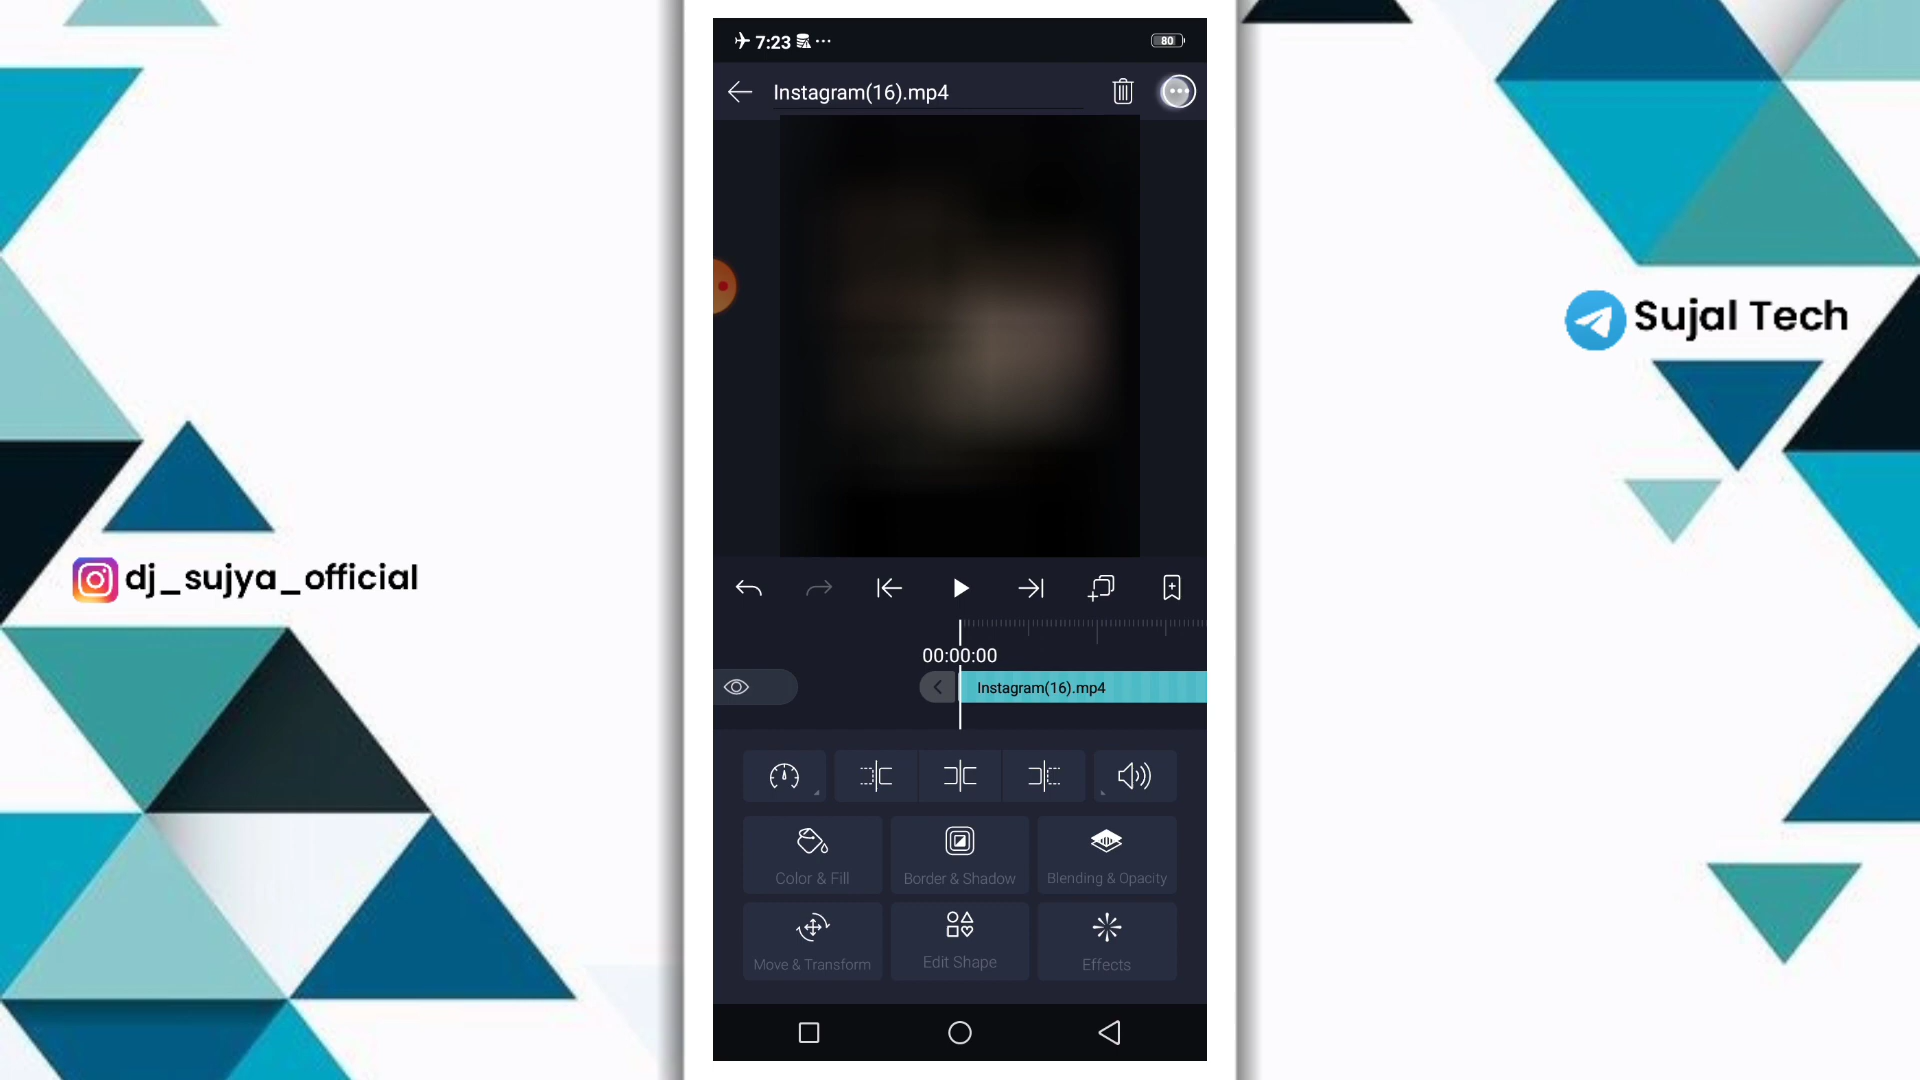 7:23
80
Instagram(16).mp4
Sujal Tech
dj_sujya_official
00:00:00
Instagram(16).mp4
Color & Fill
Border & Shadow
Blending & Opacity
Move & Transform
Edit Shape
Effects